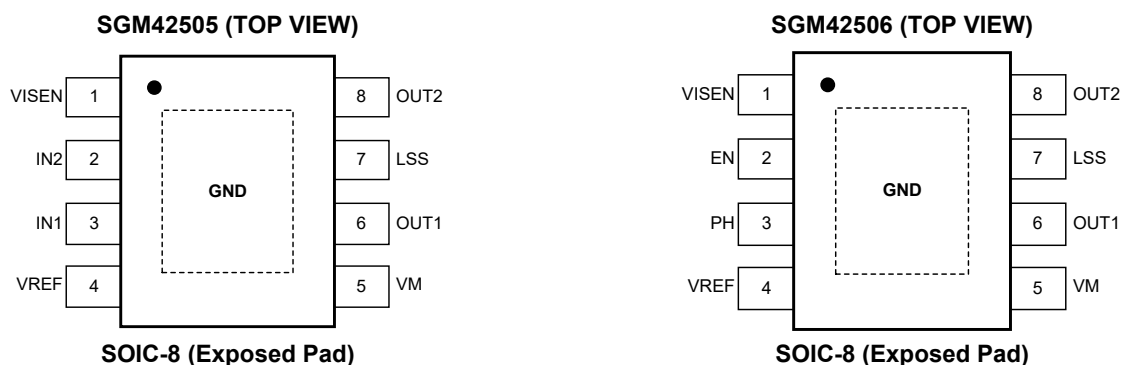 SGM42505 (TOP VIEW)
VISEN 1
8 OUT2
IN2 2
7 LSS
GND
IN1 3
6 OUT1
VREF 4
5 VM
SOIC-8 (Exposed Pad)
SGM42506 (TOP VIEW)
VISEN 1
8 OUT2
EN 2
7 LSS
GND
PH 3
6 OUT1
VREF 4
5 VM
SOIC-8 (Exposed Pad)